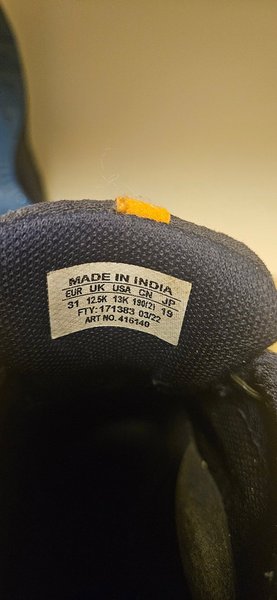 MADE IN INDIA
EUR UK USA CN JP
31 12.5K 13K 190(2) 19
FTY: 171383 03/22
ART NO. 416140